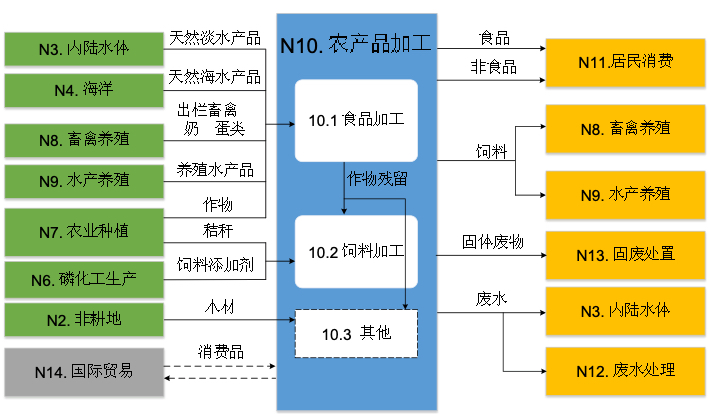 N3. 内陆水体
N4. 海洋
N8. 畜禽养殖
N9. 水产养殖
N7. 农业种植
N6. 磷化工生产
N2. 非耕地
N14. 国际贸易
天然淡水产品
天然海水产品
出栏畜禽
奶 蛋类
养殖水产品
作物
秸秆
饲料添加剂
木材
消费品
N10. 农产品加工
10.1 食品加工
作物残留
10.2 饲料加工
10.3 其他
食品
非食品
饲料
固体废物
废水
N11.居民消费
N8. 畜禽养殖
N9. 水产养殖
N13. 固废处置
N3. 内陆水体
N12. 废水处理